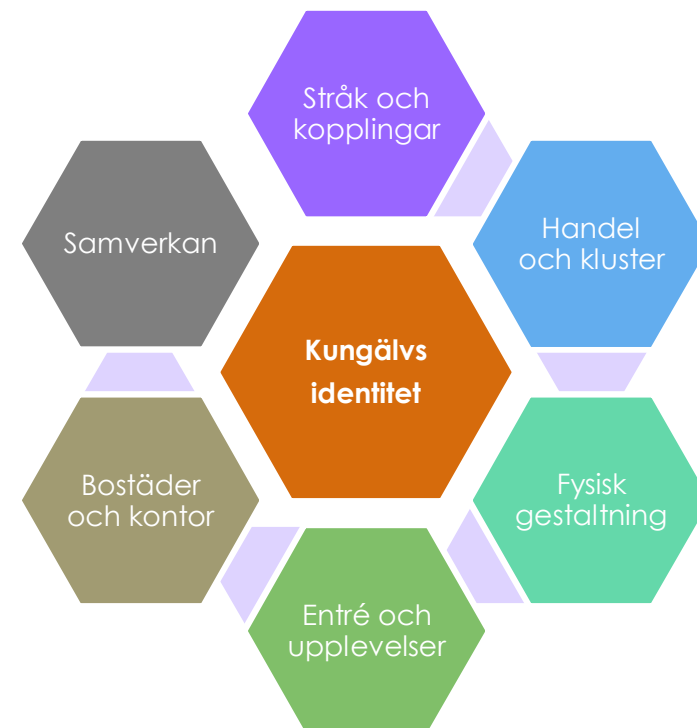 Stråk och
kopplingar
Handel
och kluster
Samverkan
Kungälvs
identitet
Fysisk
gestaltning
Bostäder
och kontor
Entré och
upplevelser